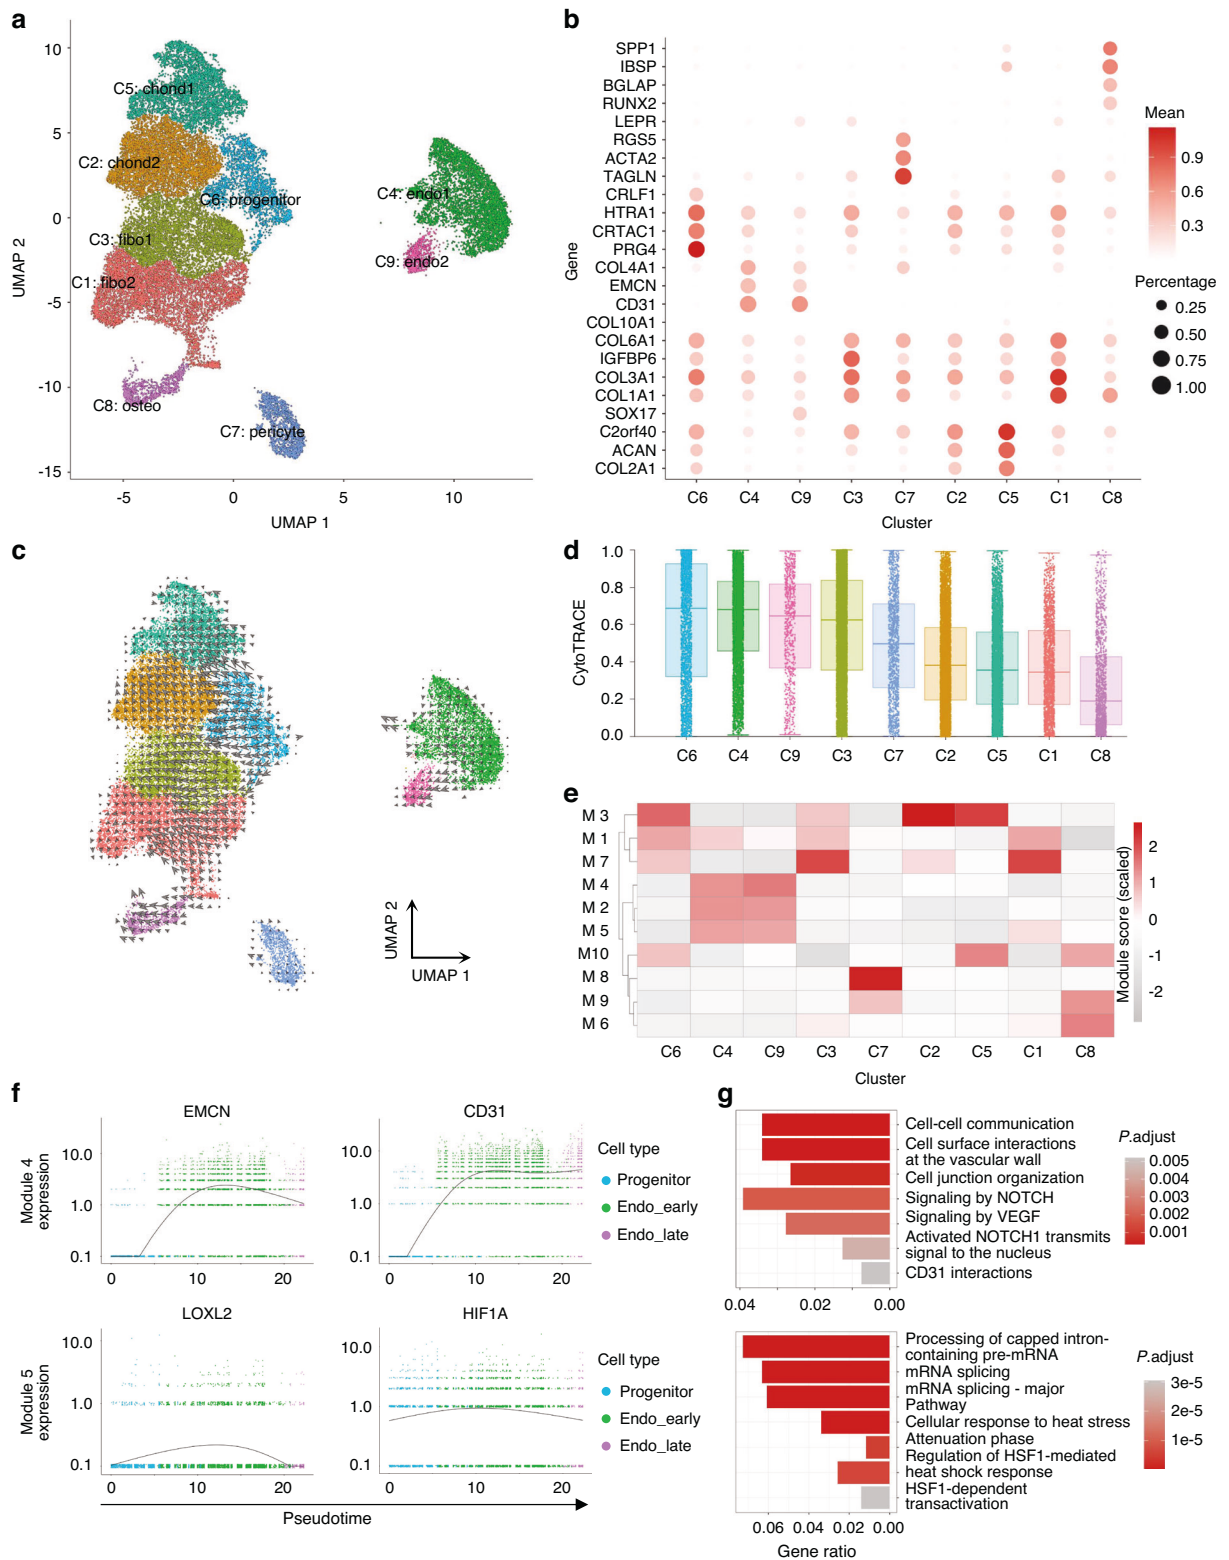 a
10
5
0
-5
-10
-15
UMAP 2
C5: chond1
C2: chond2
C6: progenitor
C3: fibo1
C1: fibo2
C8: osteo
C7: pericyte
C4: endo1
C9: endo2
-5
0
5
10
UMAP 1
b
Gene
SPP1
IBSP
BGLAP
RUNX2
LEPR
RGS5
ACTA2
TAGLN
CRLF1
HTRA1
CRTAC1
PRG4
COL4A1
EMCN
CD31
COL10A1
COL6A1
IGFBP6
COL3A1
COL1A1
SOX17
C2orf40
ACAN
COL2A1
C6 C4 C9 C3 C7 C2 C5 C1 C8
Cluster
Mean
0.9
0.6
0.3
Percentage
0.25
0.50
0.75
1.00
c
UMAP 2
UMAP 1
d
CytoTRACE
1.0
0.8
0.6
0.4
0.2
0.0
C6 C4 C9 C3 C7 C2 C5 C1 C8
e
M 3
M 1
M 7
M 4
M 2
M 5
M10
M 8
M 9
M 6
C6 C4 C9 C3 C7 C2 C5 C1 C8
Cluster
Module score (scaled)
2
1
0
-1
-2
f
EMCN
CD31
Module 4
expression
10.0
1.0
0.1
0 10 20
10.0
1.0
0.1
0 10 20
Cell type
Progenitor
Endo_early
Endo_late
LOXL2
HIF1A
Module 5
expression
10.0
1.0
0.1
10.0
1.0
0.1
Cell type
Progenitor
Endo_early
Endo_late
Pseudotime
g
Cell-cell communication
Cell surface interactions
at the vascular wall
Cell junction organization
Signaling by NOTCH
Signaling by VEGF
Activated NOTCH1 transmits
signal to the nucleus
CD31 interactions
0.04 0.02 0.00
P.adjust
0.005
0.004
0.003
0.002
0.001
Processing of capped intron-
containing pre-mRNA
mRNA splicing
mRNA splicing - major
Pathway
Cellular response to heat stress
Attenuation phase
Regulation of HSF1-mediated
heat shock response
HSF1-dependent
transactivation
0.06 0.04 0.02 0.00
Gene ratio
P.adjust
3e-5
2e-5
1e-5